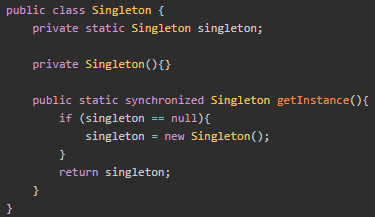 public class Singleton {
    private static Singleton singleton;

    private Singleton(){}

    public static synchronized Singleton getInstance(){
        if (singleton == null){
            singleton = new Singleton();
        }
        return singleton;
    }
}